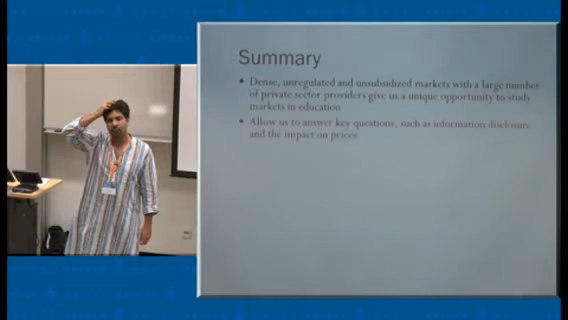 Summary
• Dense, unregulated and unsubsidized markets with a large number
of private sector providers give us a unique opportunity to study
markets in education
• Allow us to answer key questions, such as information disclosure
and the impact on prices